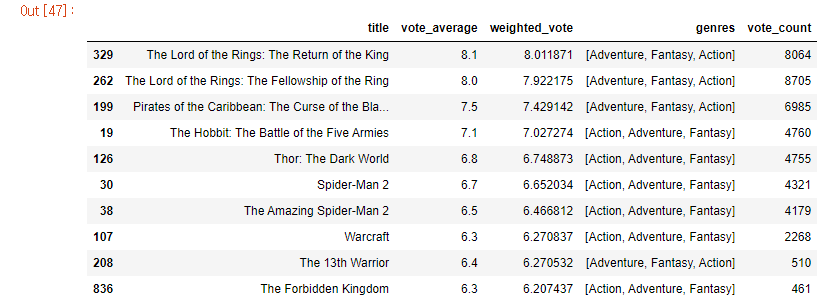 Out [47]:
title vote_average weighted_vote genres vote_count
329 The Lord of the Rings: The Return of the King 8.1 8.011871 [Adventure, Fantasy, Action] 8064
262 The Lord of the Rings: The Fellowship of the Ring 8.0 7.922175 [Adventure, Fantasy, Action] 8705
199 Pirates of the Caribbean: The Curse of the Bla... 7.5 7.429142 [Adventure, Fantasy, Action] 6985
19 The Hobbit: The Battle of the Five Armies 7.1 7.027274 [Action, Adventure, Fantasy] 4760
126 Thor: The Dark World 6.8 6.748873 [Action, Adventure, Fantasy] 4755
30 Spider-Man 2 6.7 6.652034 [Action, Adventure, Fantasy] 4321
38 The Amazing Spider-Man 2 6.5 6.466812 [Action, Adventure, Fantasy] 4179
107 Warcraft 6.3 6.270837 [Action, Adventure, Fantasy] 2268
208 The 13th Warrior 6.4 6.270532 [Adventure, Fantasy, Action] 510
836 The Forbidden Kingdom 6.3 6.207437 [Action, Adventure, Fantasy] 461